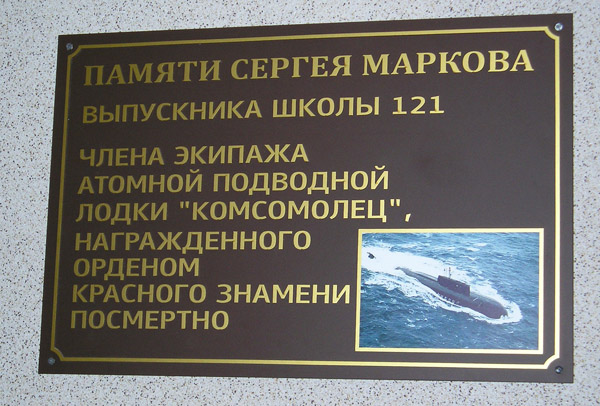 ПАМЯТИ СЕРГЕЯ МАРКОВА
ВЫПУСКНИКА ШКОЛЫ 121
ЧЛЕНА ЭКИПАЖА
АТОМНОЙ ПОДВОДНОЙ
ЛОДКИ "КОМСОМОЛЕЦ",
НАГРАЖДЕННОГО
ОРДЕНОМ
КРАСНОГО ЗНАМЕНИ
ПОСМЕРТНО